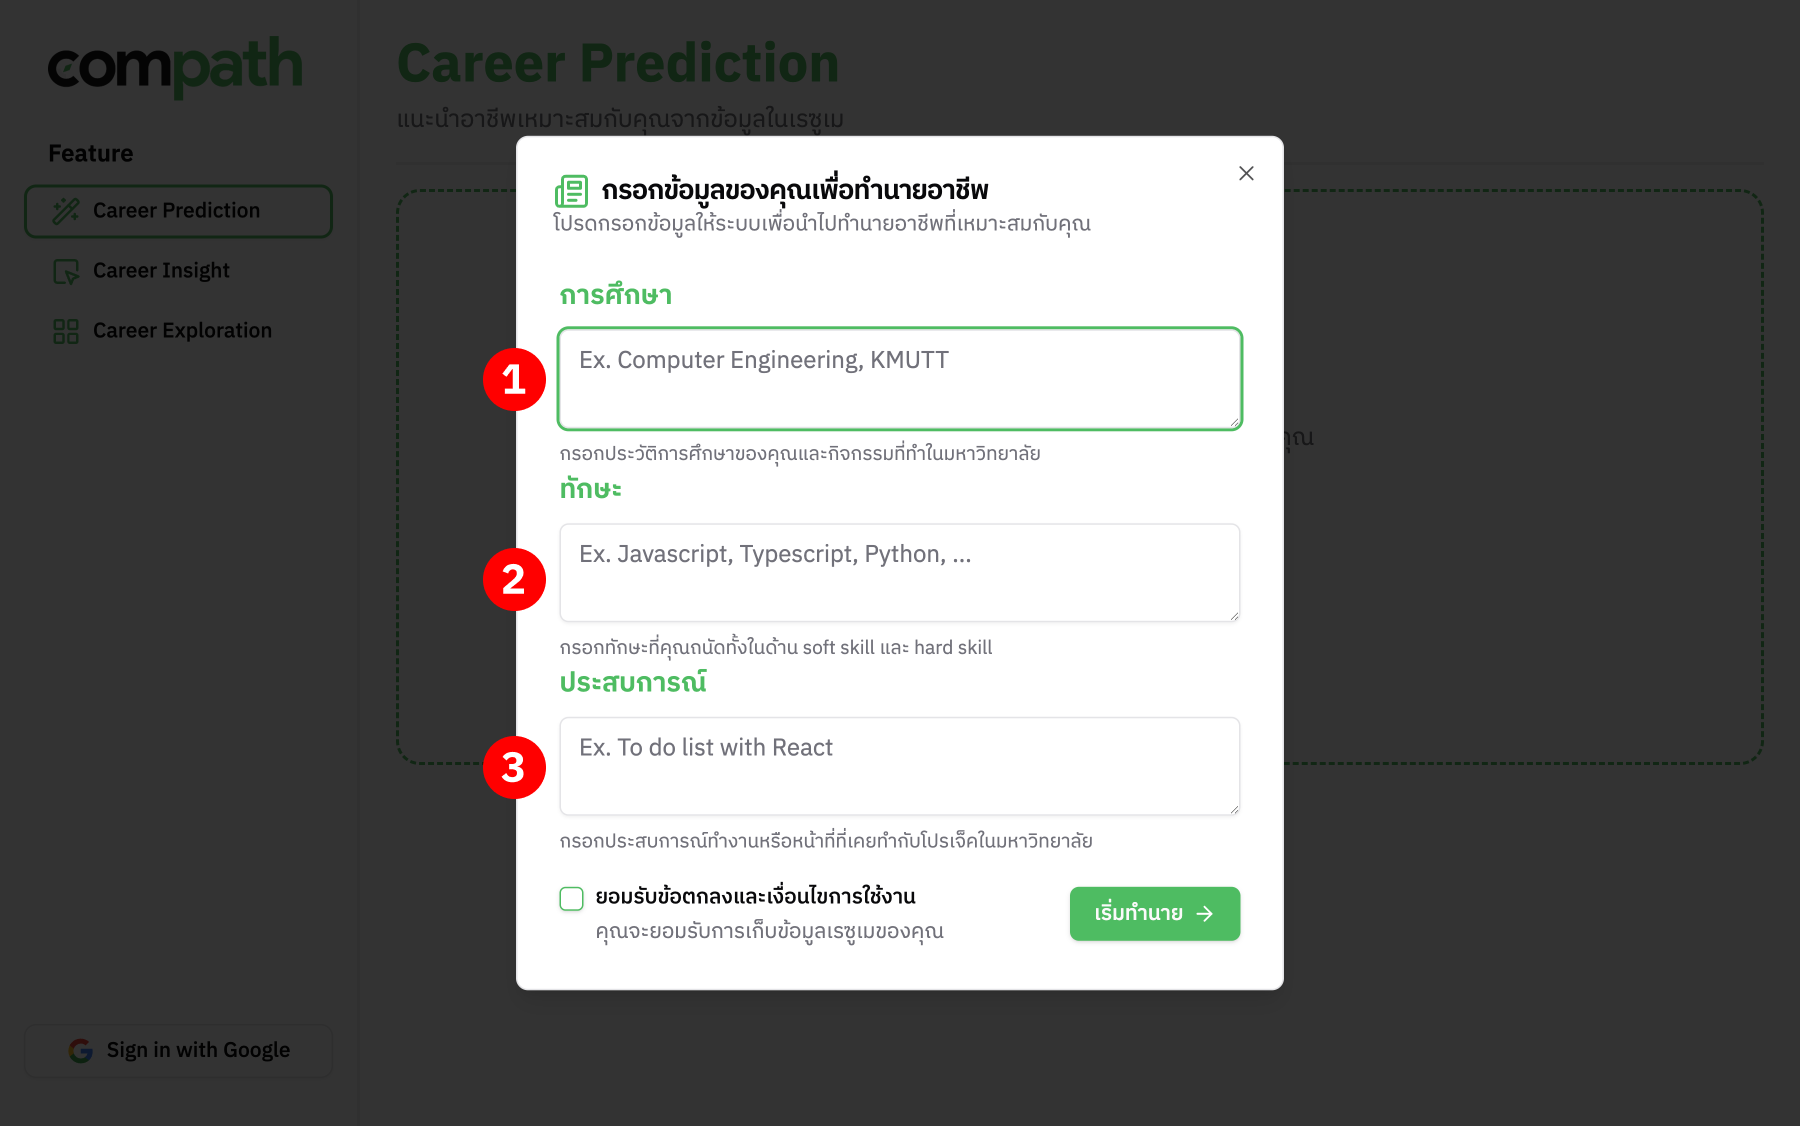 compath
Feature
Career Prediction
Career Insight
Career Exploration
Sign in with Google
Career Prediction
แนะนำอาชีพเหมาะสมกับคุณจากข้อมูลในเรซูเม
คุณ
กรอกข้อมูลของคุณเพื่อทำนายอาชีพ
โปรดกรอกข้อมูลให้ระบบเพื่อนำไปทำนายอาชีพที่เหมาะสมกับคุณ
การศึกษา
1
Ex. Computer Engineering, KMUTT
กรอกประวัติการศึกษาของคุณและกิจกรรมที่ทำในมหาวิทยาลัย
ทักษะ
2
Ex. Javascript, Typescript, Python, ...
กรอกทักษะที่คุณถนัดทั้งในด้าน soft skill และ hard skill
ประสบการณ์
3
Ex. To do list with React
กรอกประสบการณ์ทำงานหรือหน้าที่ที่เคยทำกับโปรเจ็คในมหาวิทยาลัย
ยอมรับข้อตกลงและเงื่อนไขการใช้งาน
คุณจะยอมรับการเก็บข้อมูลเรซูเมของคุณ
เริ่มทำนาย